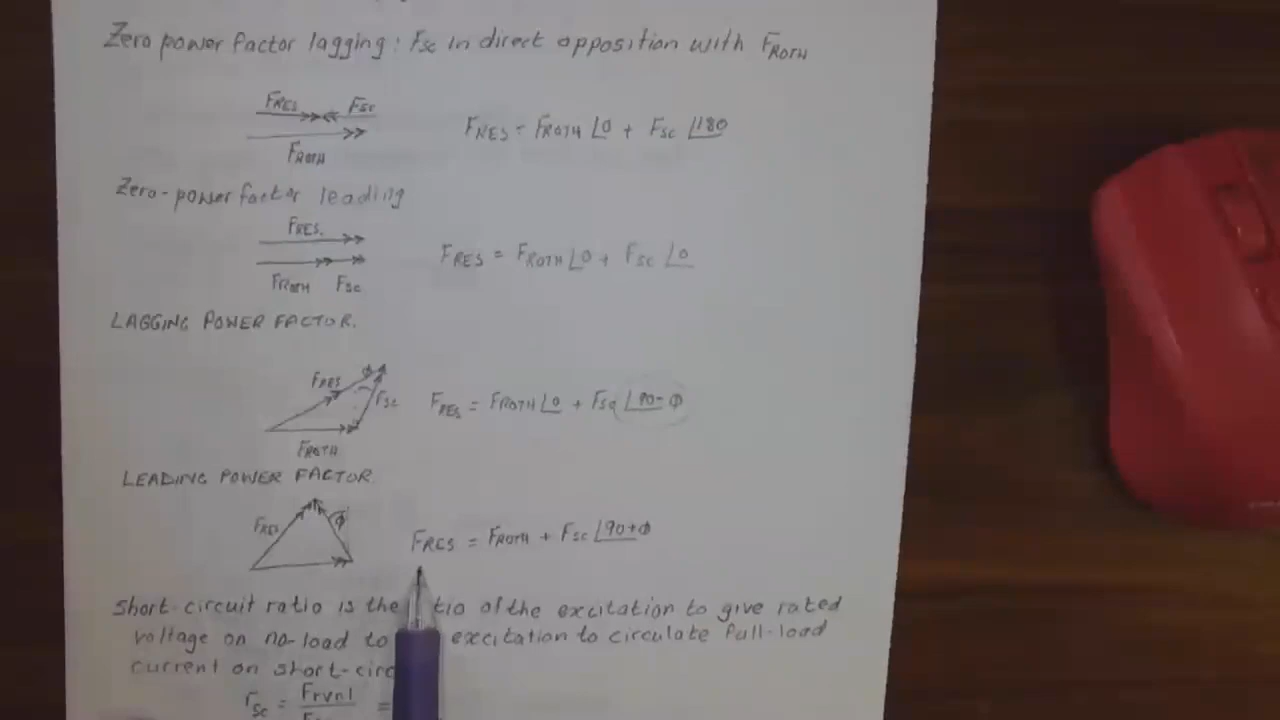 Zero power factor lagging: Fsc in direct opposition with FROTH
FRES Fsc
FRES = FROTH ∠0 + Fsc ∠180
FROTH
Zero-power factor leading
FRES.
FRES = FROTH ∠0 + Fsc ∠0
FROTH Fsc
LAGGING POWER FACTOR.
FRES Φ Fsc
FRES = FROTH ∠0 + Fsc ∠90-Φ
FROTH
LEADING POWER FACTOR
FRES Φ
FRES = FROTH + Fsc ∠90+Φ
Short-circuit ratio is the of the excitation to give rated
voltage on no-load to excitation to circulate full-load
current on short-circ
rsc = Frvnl =